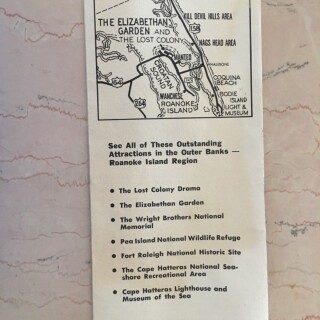 KILL DEVIL HILLS AREA
THE ELIZABETHAN
GARDEN AND
THE LOST COLONY
158
NAGS HEAD AREA
MANTEO
CROATAN
SOUND
COQUINA
BEACH
64
WANCHESE
ROANOKE
ISLAND
BODIE
ISLAND
LIGHT &
MUSEUM
264
See All of These Outstanding
Attractions in the Outer Banks —
Roanoke Island Region
• The Lost Colony Drama
• The Elizabethan Garden
• The Wright Brothers National
Memorial
• Pea Island National Wildlife Refuge
• Fort Raleigh National Historic Site
• The Cape Hatteras National Sea-
shore Recreational Area
• Cape Hatteras Lighthouse and
Museum of the Sea